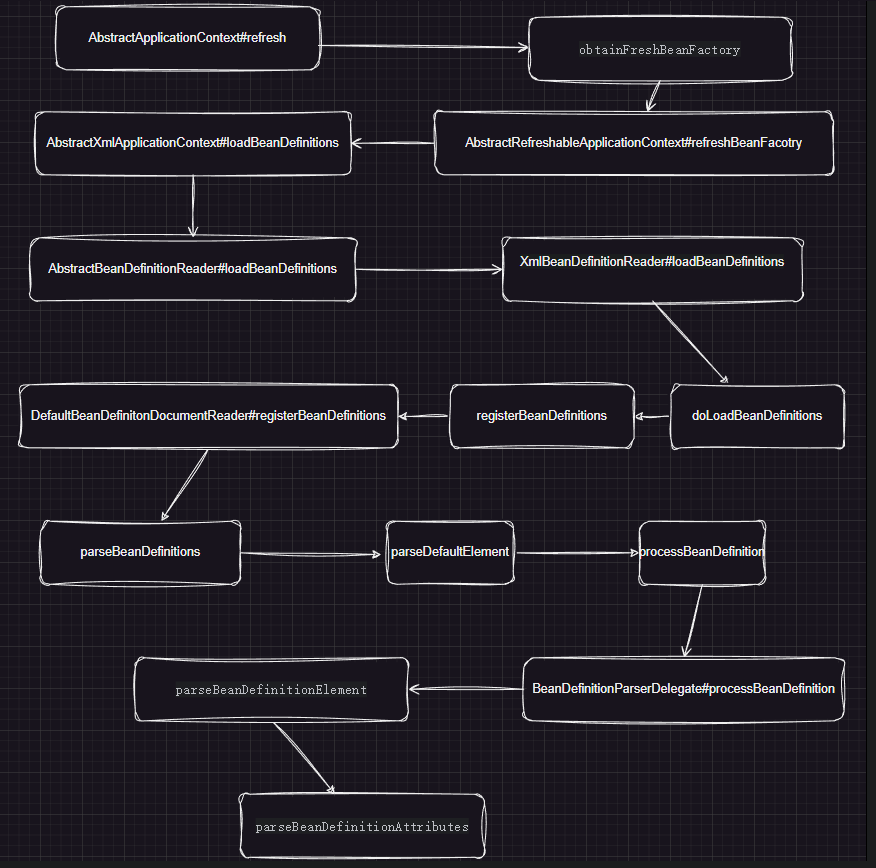 AbstractApplicationContext#refresh
obtainFreshBeanFactory
AbstractXmlApplicationContext#loadBeanDefinitions
AbstractRefreshableApplicationContext#refreshBeanFacotry
AbstractBeanDefinitionReader#loadBeanDefinitions
XmlBeanDefinitionReader#loadBeanDefinitions
DefaultBeanDefinitonDocumentReader#registerBeanDefinitions
registerBeanDefinitions
doLoadBeanDefinitions
parseBeanDefinitions
parseDefaultElement
processBeanDefinition
parseBeanDefinitionElement
BeanDefinitionParserDelegate#processBeanDefinition
parseBeanDefinitionAttributes